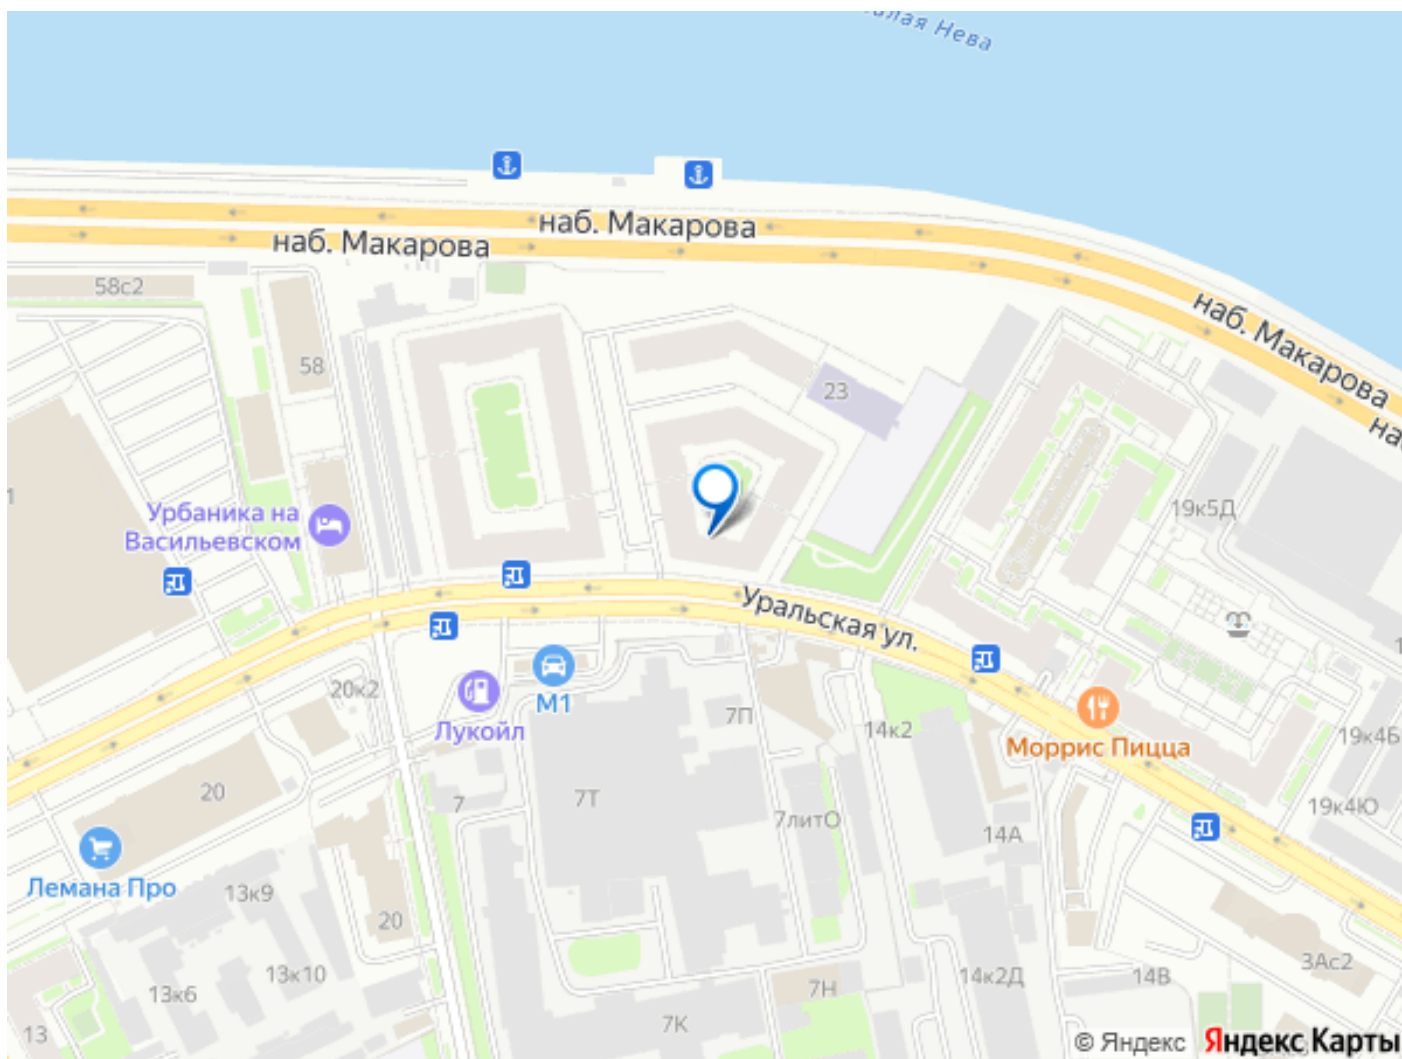 Нева
наб. Макарова
наб. Макарова
наб. Макарова
58с2
58
23
Урбаника на
Васильевском
19к5Д
Уральская ул.
20к2
М1
Лукойл
7П
14к2
Моррис Пицца
19к4Б
19к4Ю
20
7
7Т
7литО
14А
Лемана Про
13к9
20
13к10
13к6
14к2Д
14В
3Ас2
7Н
7К
13
© Яндекс
Яндекс Карты